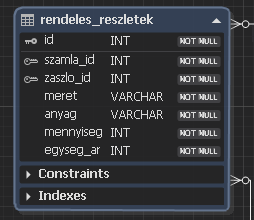 rendeles_reszletek
id INT NOT NULL
szamla_id INT NOT NULL
zaszlo_id INT NOT NULL
meret VARCHAR NOT NULL
anyag VARCHAR NOT NULL
mennyiseg INT NOT NULL
egyseg_ar INT NOT NULL
Constraints
Indexes